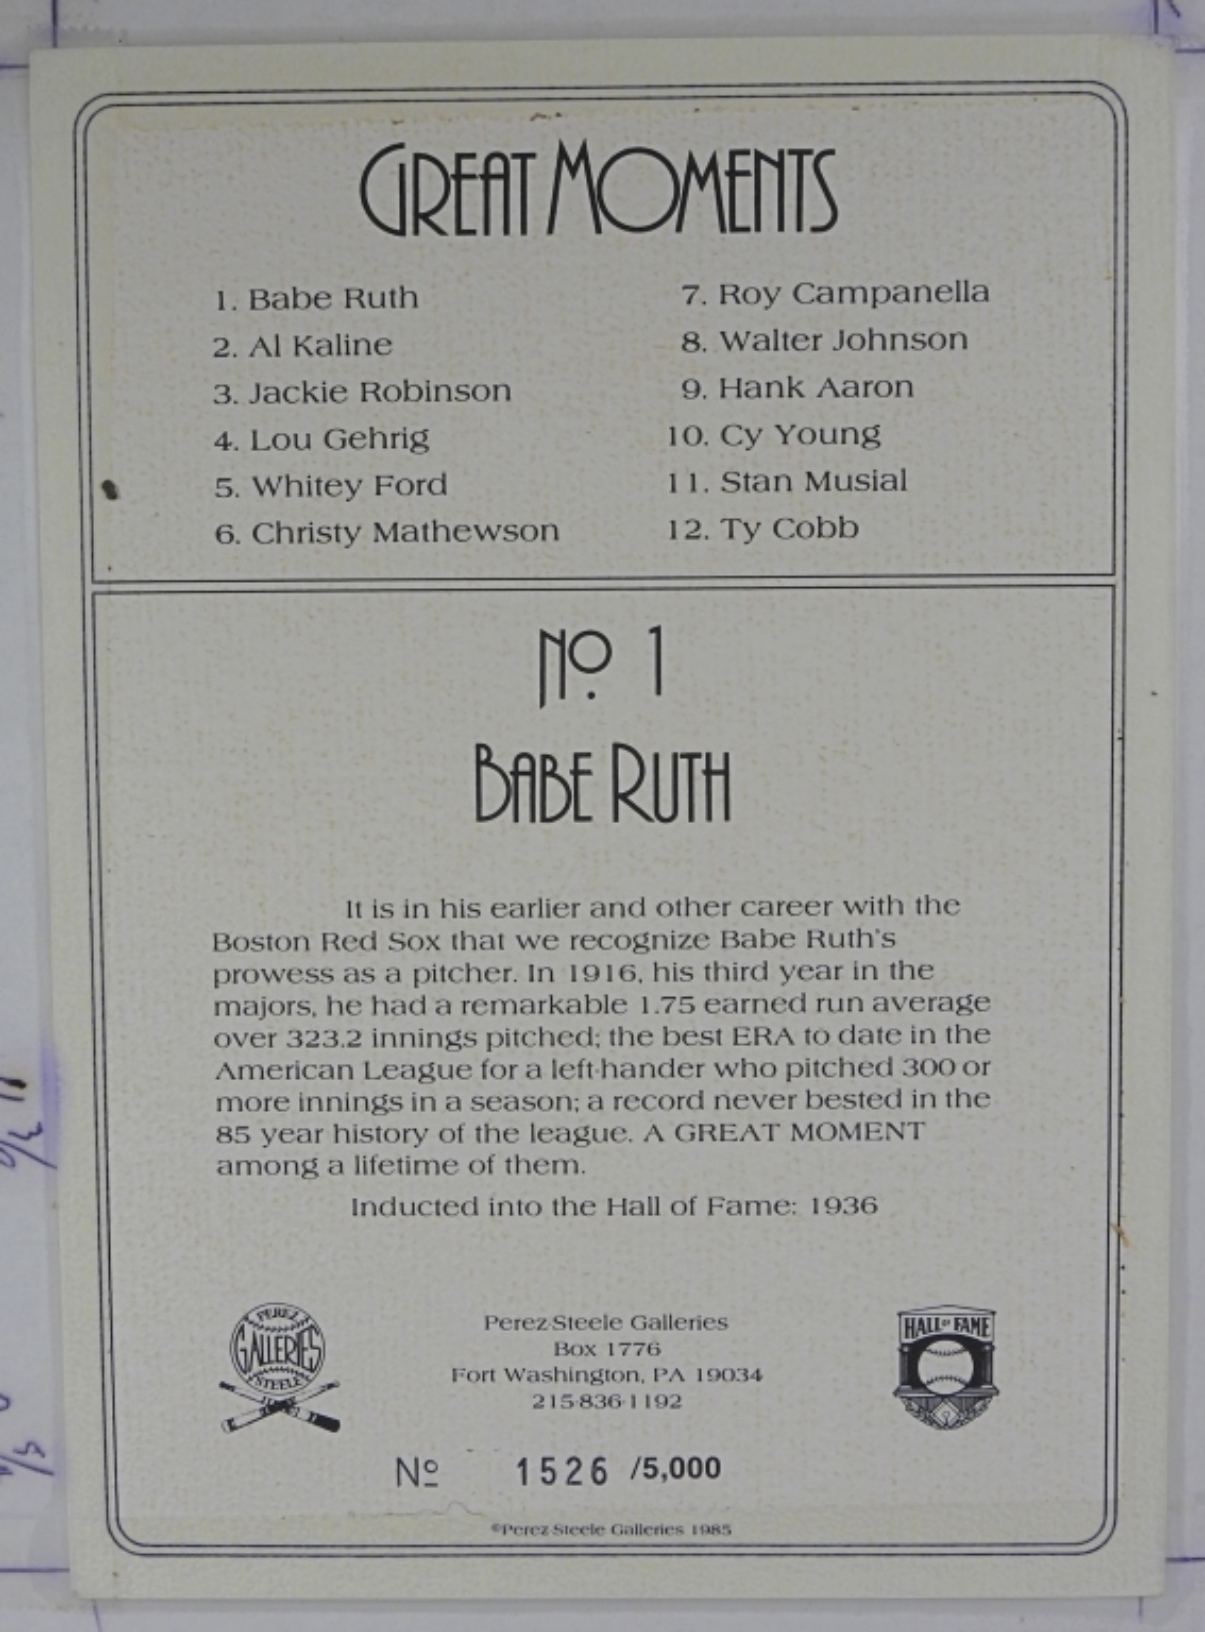 GREAT MOMENTS
1. Babe Ruth
2. Al Kaline
3. Jackie Robinson
4. Lou Gehrig
5. Whitey Ford
6. Christy Mathewson
7. Roy Campanella
8. Walter Johnson
9. Hank Aaron
10. Cy Young
11. Stan Musial
12. Ty Cobb
No. 1
BABE RUTH
It is in his earlier and other career with the
Boston Red Sox that we recognize Babe Ruth's
prowess as a pitcher. In 1916, his third year in the
majors, he had a remarkable 1.75 earned run average
over 323.2 innings pitched; the best ERA to date in the
American League for a left-hander who pitched 300 or
more innings in a season; a record never bested in the
85 year history of the league. A GREAT MOMENT
among a lifetime of them.
Inducted into the Hall of Fame: 1936
PEREZ
GALLERIES
STEELE
Perez-Steele Galleries
Box 1776
Fort Washington, PA 19034
215-836-1192
HALL OF FAME
Nº 1526 /5,000
©Perez-Steele Galleries 1985